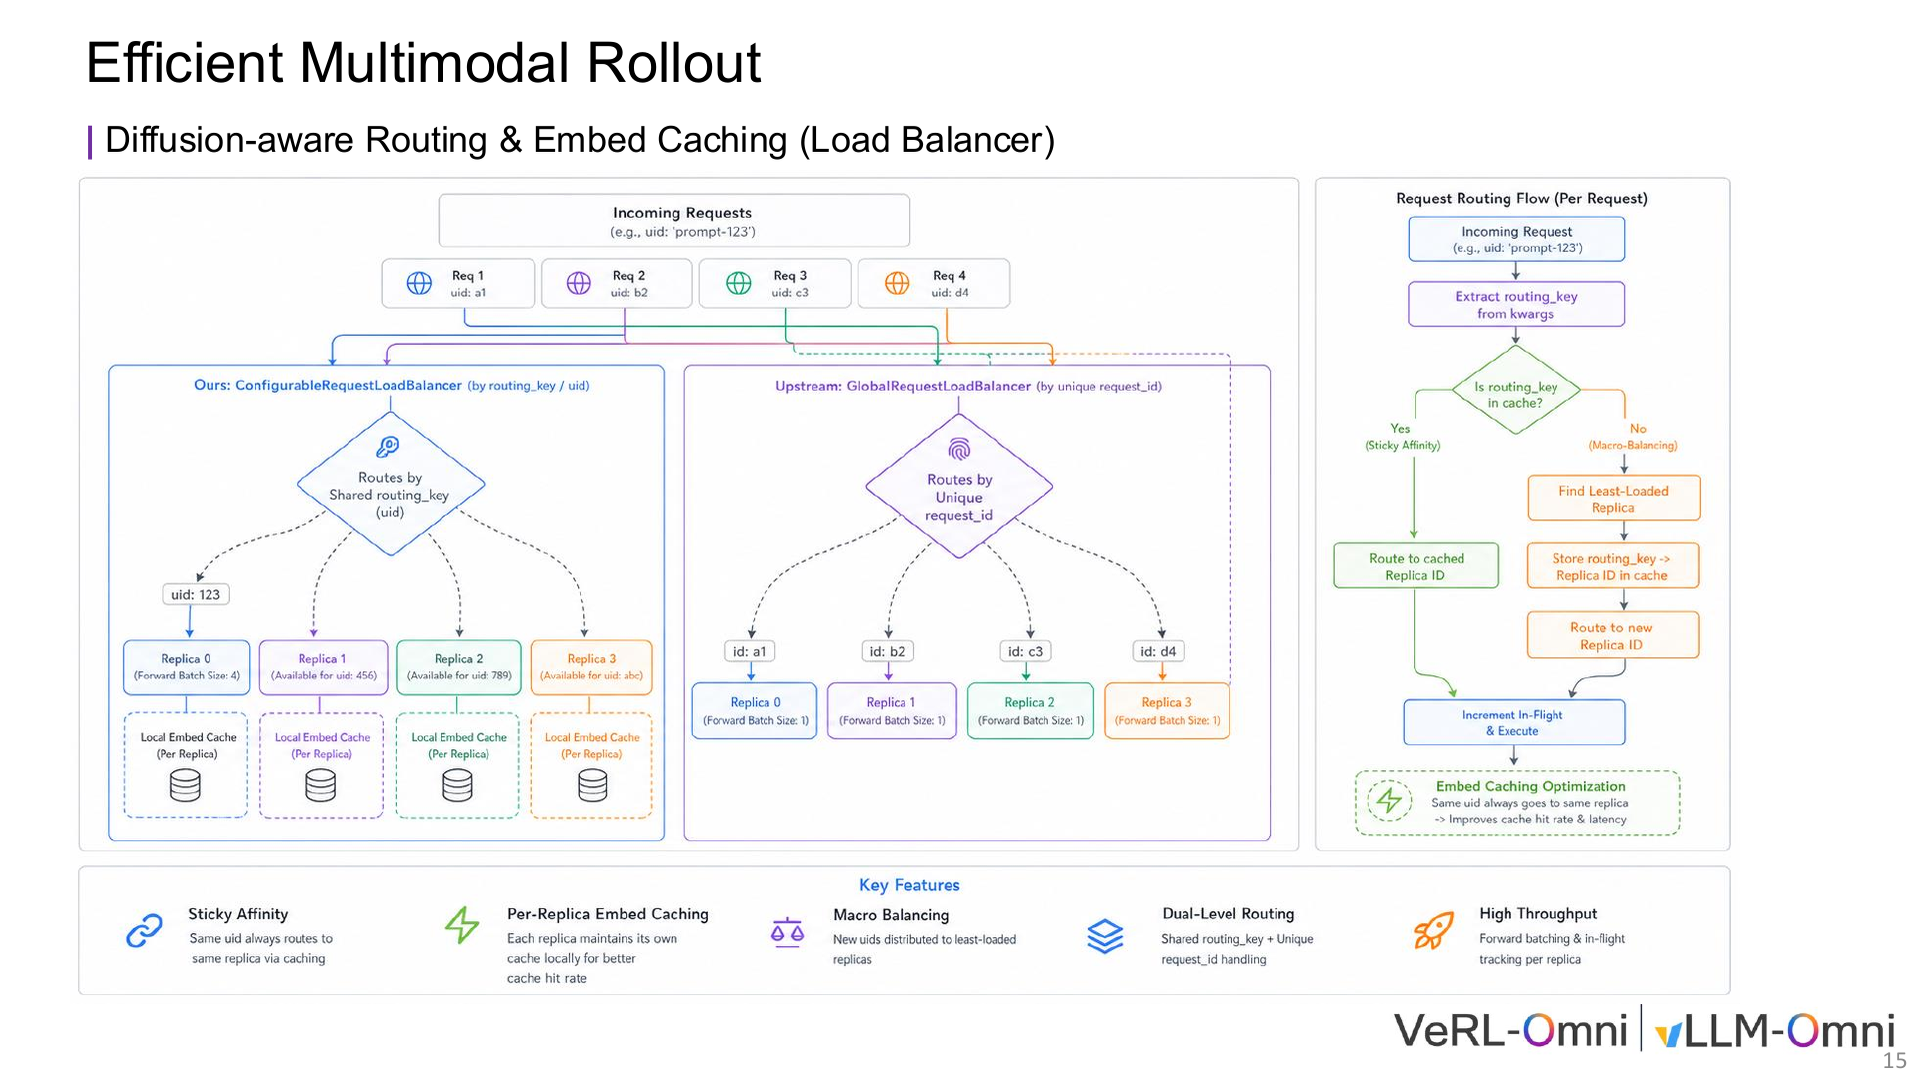 Efficient Multimodal Rollout
Diffusion-aware Routing & Embed Caching (Load Balancer)
Incoming Requests
(e.g., uid: 'prompt-123')
Req 1
uid: a1
Req 2
uid: b2
Req 3
uid: c3
Req 4
uid: d4
Ours: ConfigurableRequestLoadBalancer (by routing_key / uid)
Routes by
Shared routing_key
(uid)
uid: 123
Replica 0
(Forward Batch Size: 4)
Replica 1
(Available for uid: 456)
Replica 2
(Available for uid: 789)
Replica 3
(Available for uid: abc)
Local Embed Cache
(Per Replica)
Local Embed Cache
(Per Replica)
Local Embed Cache
(Per Replica)
Local Embed Cache
(Per Replica)
Upstream: GlobalRequestLoadBalancer (by unique request_id)
Routes by
Unique
request_id
id: a1
id: b2
id: c3
id: d4
Replica 0
(Forward Batch Size: 1)
Replica 1
(Forward Batch Size: 1)
Replica 2
(Forward Batch Size: 1)
Replica 3
(Forward Batch Size: 1)
Request Routing Flow (Per Request)
Incoming Request
(e.g., uid: 'prompt-123')
Extract routing_key
from kwargs
Is routing_key
in cache?
Yes
(Sticky Affinity)
No
(Macro-Balancing)
Find Least-Loaded
Replica
Route to cached
Replica ID
Store routing_key ->
Replica ID in cache
Route to new
Replica ID
Increment In-Flight
& Execute
Embed Caching Optimization
Same uid always goes to same replica
-> Improves cache hit rate & latency
Key Features
Sticky Affinity
Same uid always routes to
same replica via caching
Per-Replica Embed Caching
Each replica maintains its own
cache locally for better
cache hit rate
Macro Balancing
New uids distributed to least-loaded
replicas
Dual-Level Routing
Shared routing_key + Unique
request_id handling
High Throughput
Forward batching & in-flight
tracking per replica
VeRL-Omni
vLLM-Omni
15